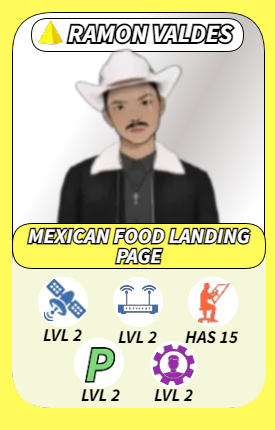 RAMON VALDES
MEXICAN FOOD LANDING
PAGE
LVL 2
LVL 2
HAS 15
P
LVL 2
LVL 2